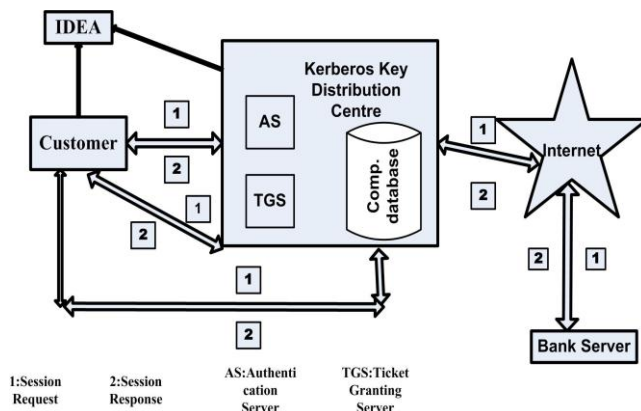 IDEA
Kerberos Key
Distribution
Centre
AS
TGS
Comp.
database
Customer
1
2
1
2
1
2
1
2
Internet
2
1
Bank Server
1:Session
Request
2:Session
Response
AS:Authenti
cation
Server
TGS:Ticket
Granting
Server